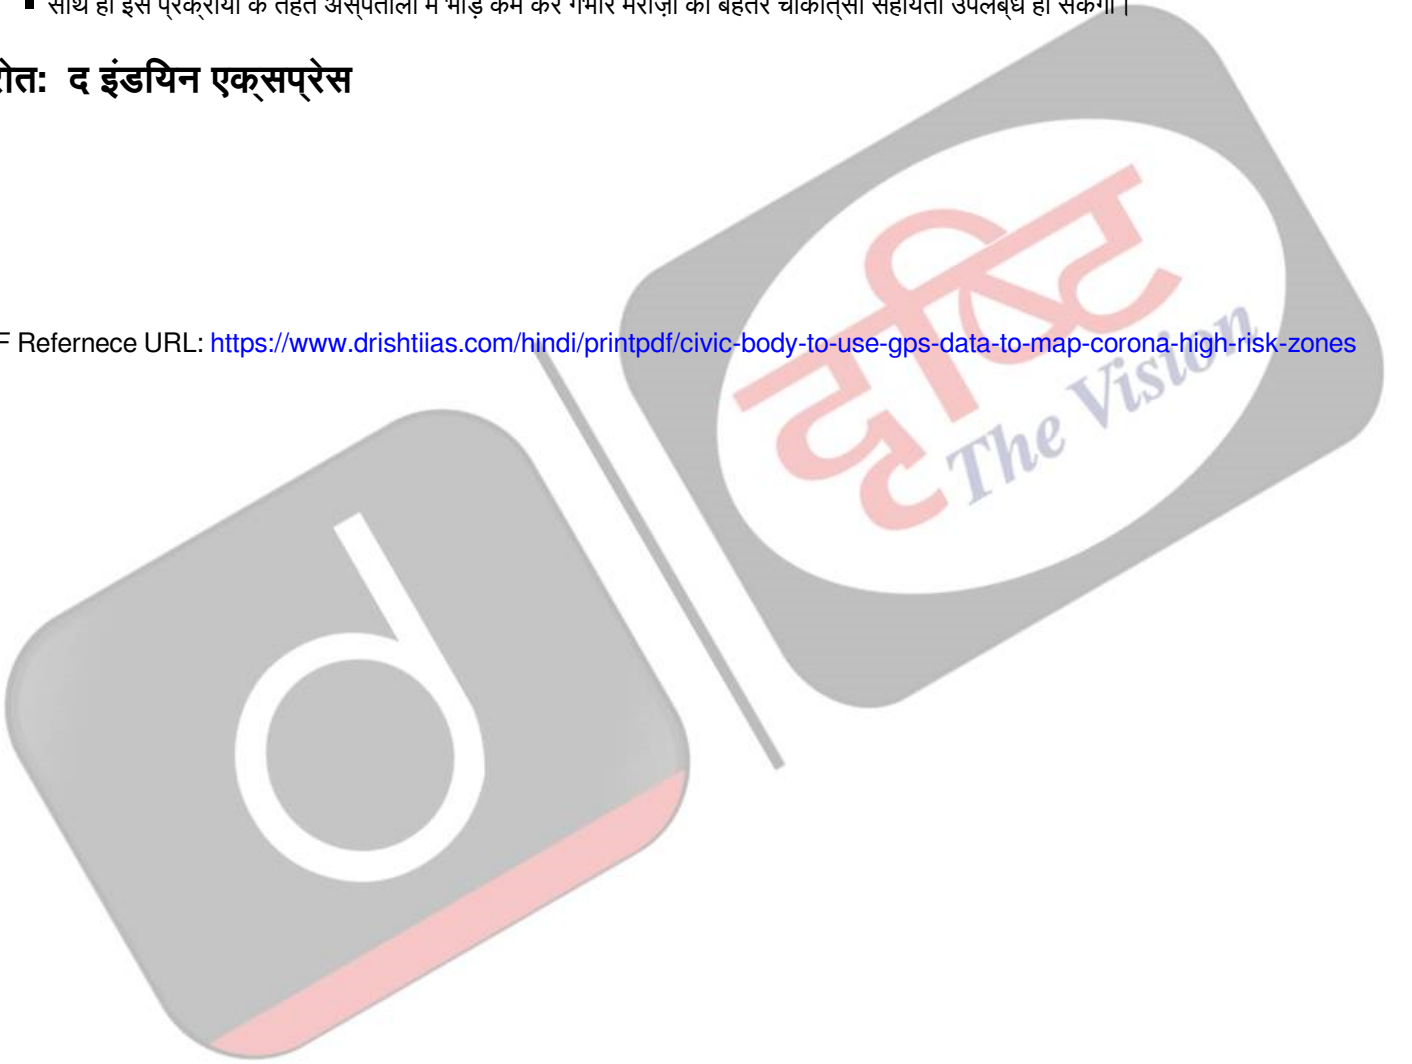 ▪ साथ ही इस प्रक्रिया के तहत अस्पतालों में भीड़ कम कर गंभीर मरीज़ों को बेहतर चिकित्सा सहायता उपलब्ध हो सकेगी।
रोत: द इंडियन एक्सप्रेस
F Refernece URL: https://www.drishtiias.com/hindi/printpdf/civic-body-to-use-gps-data-to-map-corona-high-risk-zones
दृष्टि
The Vision
d